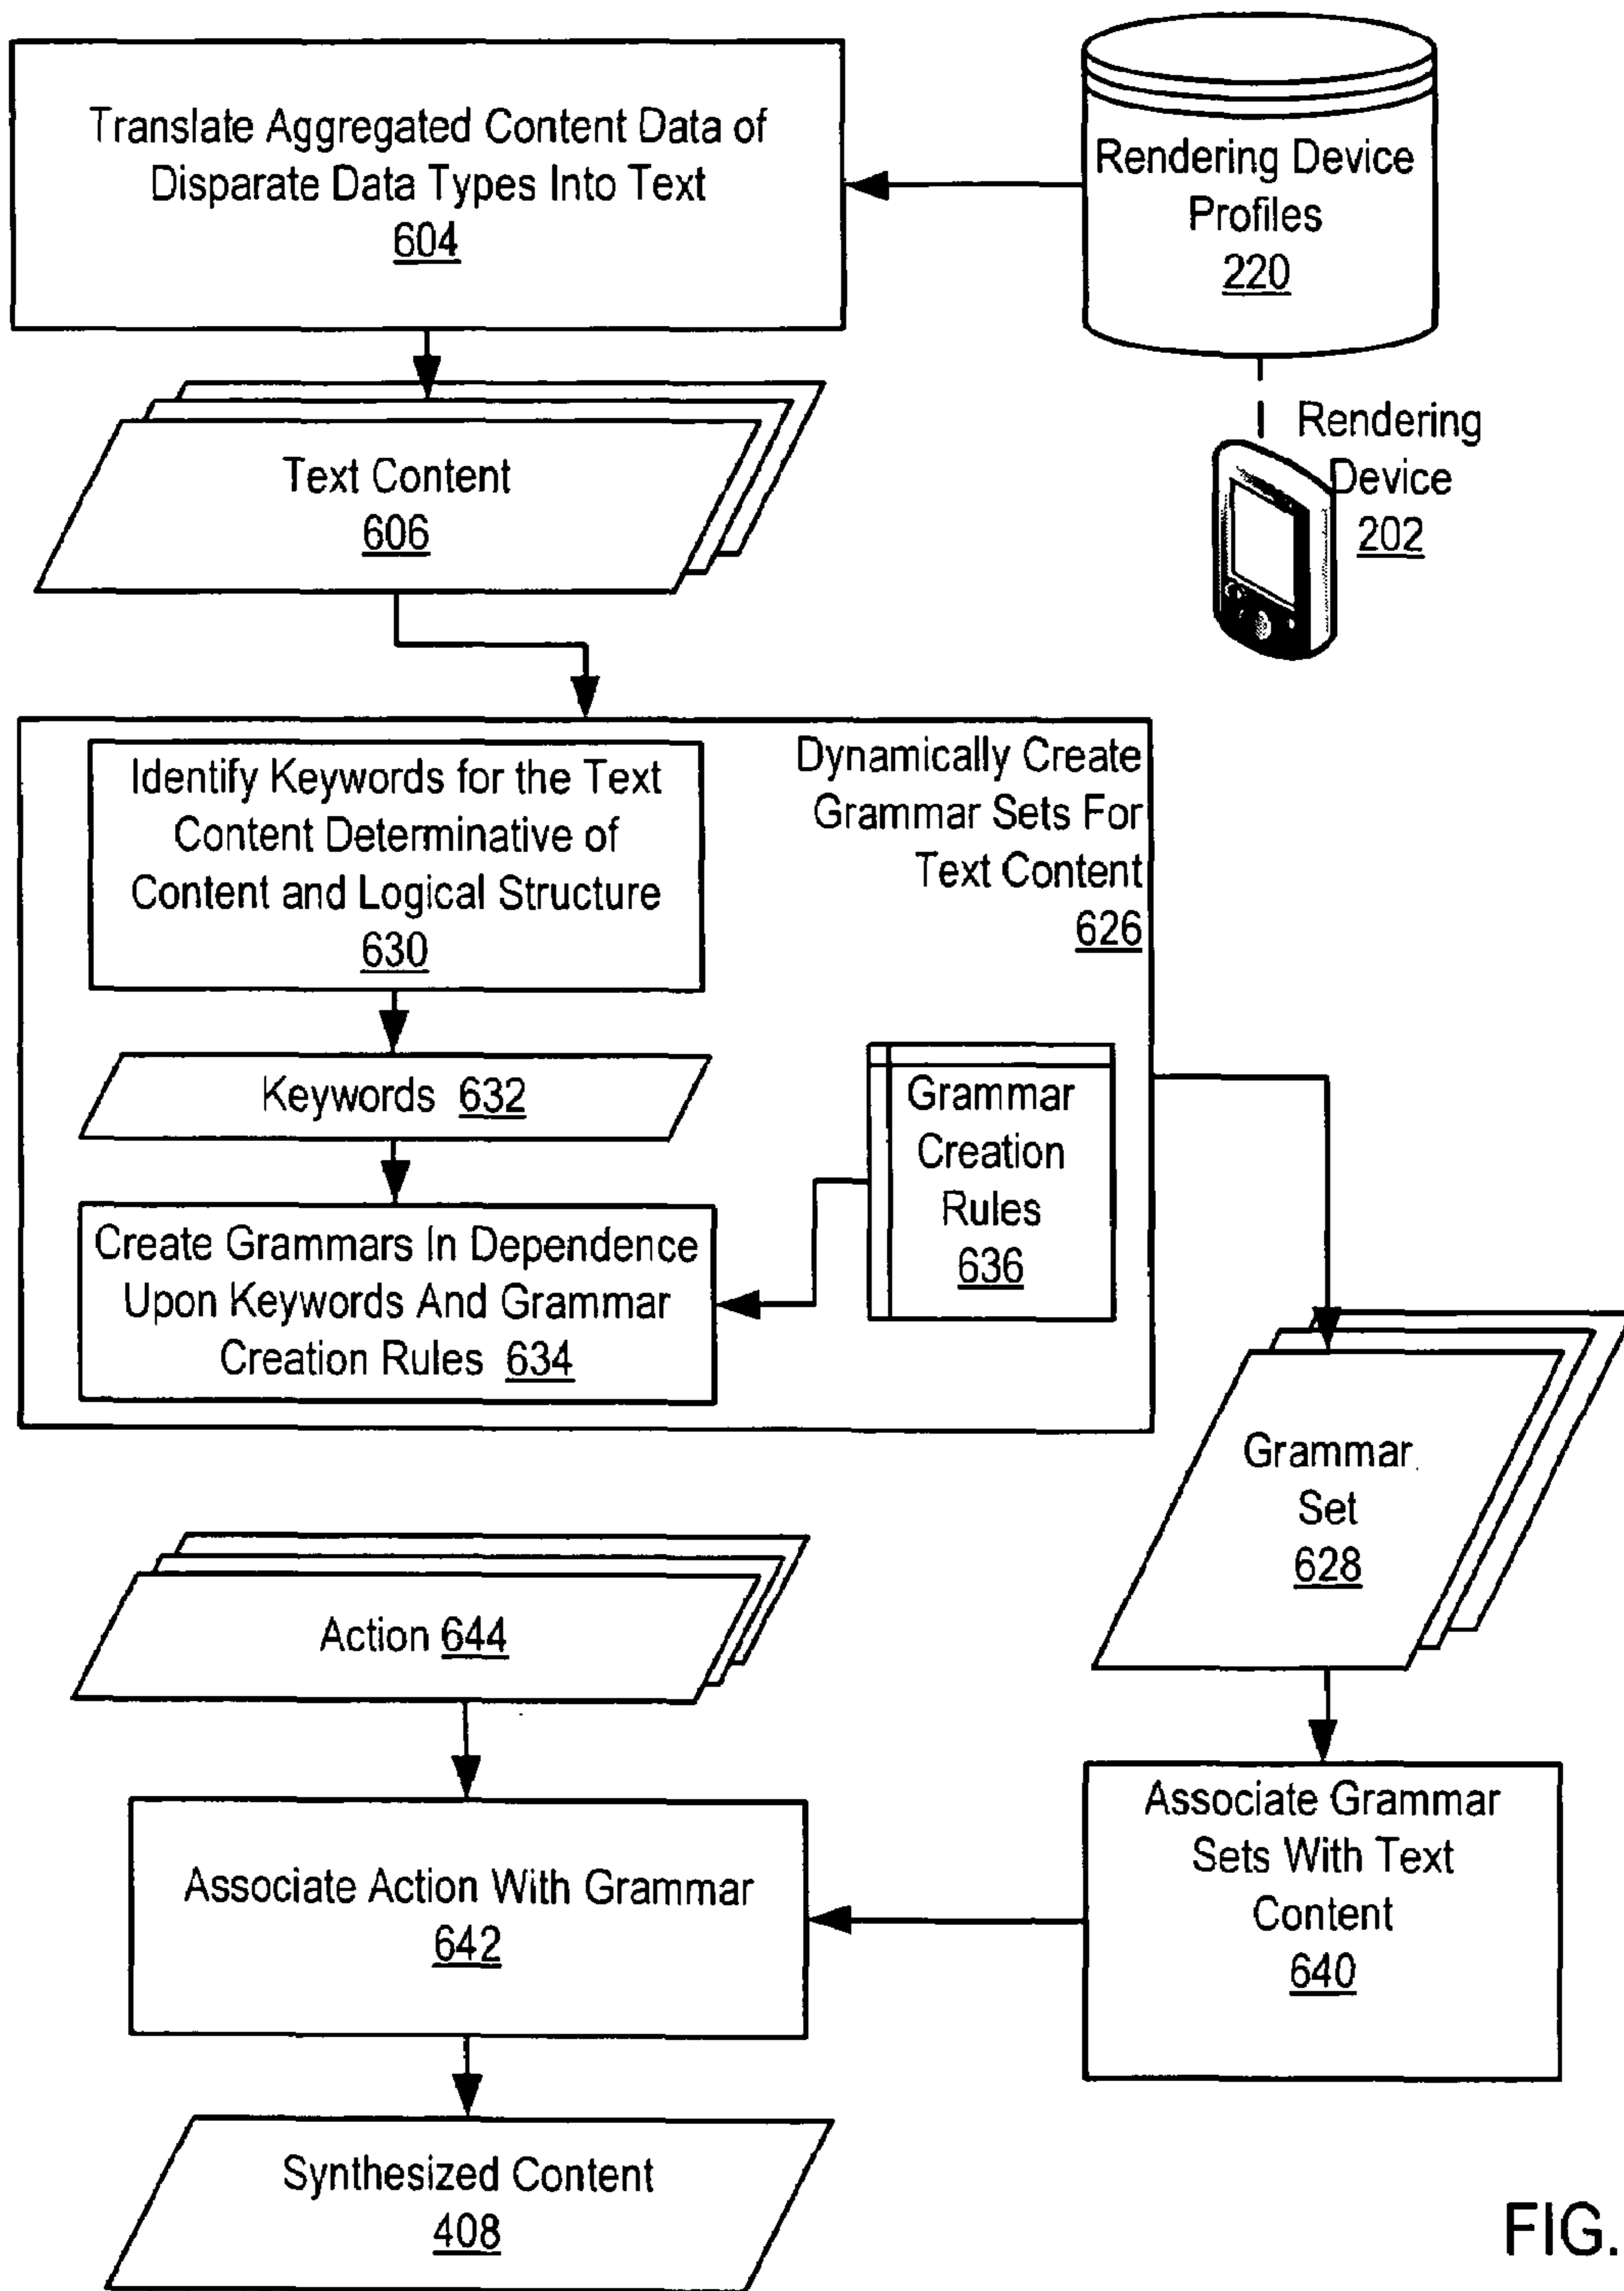 Translate Aggregated Content Data of
Disparate Data Types Into Text
604
Rendering Device
Profiles
220
Rendering
Device
202
Text Content
606
Dynamically Create
Grammar Sets For
Text Content
626
Identify Keywords for the Text
Content Determinative of
Content and Logical Structure
630
Keywords 632
Grammar
Creation
Rules
636
Create Grammars In Dependence
Upon Keywords And Grammar
Creation Rules 634
Grammar
Set
628
Action 644
Associate Grammar
Sets With Text
Content
640
Associate Action With Grammar
642
Synthesized Content
408
FIG.